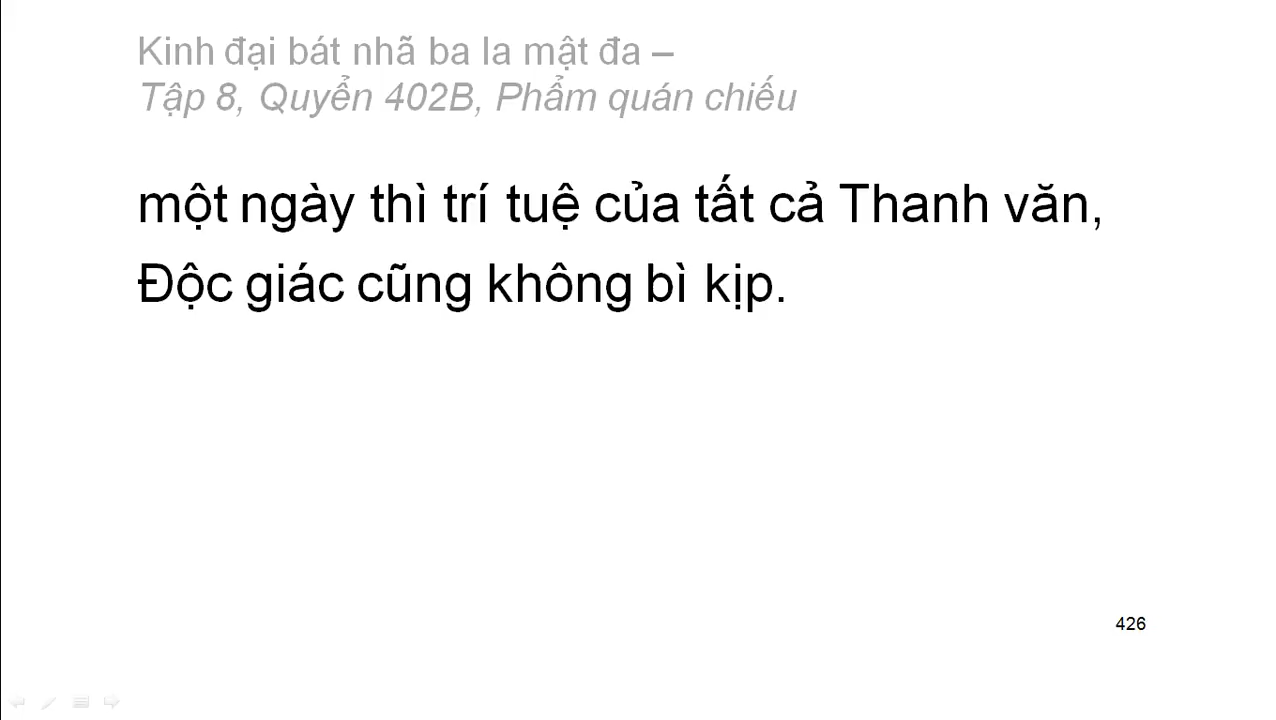 Kinh đại bát nhã ba la mật đa –
Tập 8, Quyển 402B, Phẩm quán chiếu
một ngày thì trí tuệ của tất cả Thanh văn,
Độc giác cũng không bì kịp.
426